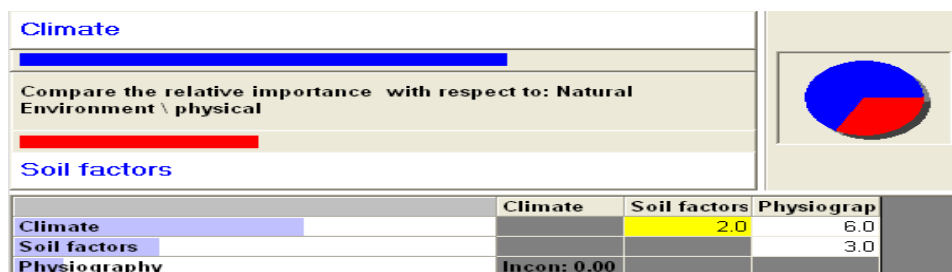 Climate
Compare the relative importance with respect to: Natural
Environment \ physical
Soil factors
Climate Soil factors Physiograp
Climate 2.0 6.0
Soil factors 3.0
Physiography Incon: 0.00